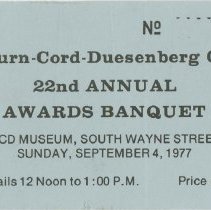 No
urn-Cord-Duesenberg C
22nd ANNUAL
AWARDS BANQUET
CD MUSEUM, SOUTH WAYNE STREE
SUNDAY, SEPTEMBER 4, 1977
ails 12 Noon to 1:00 P.M. Price